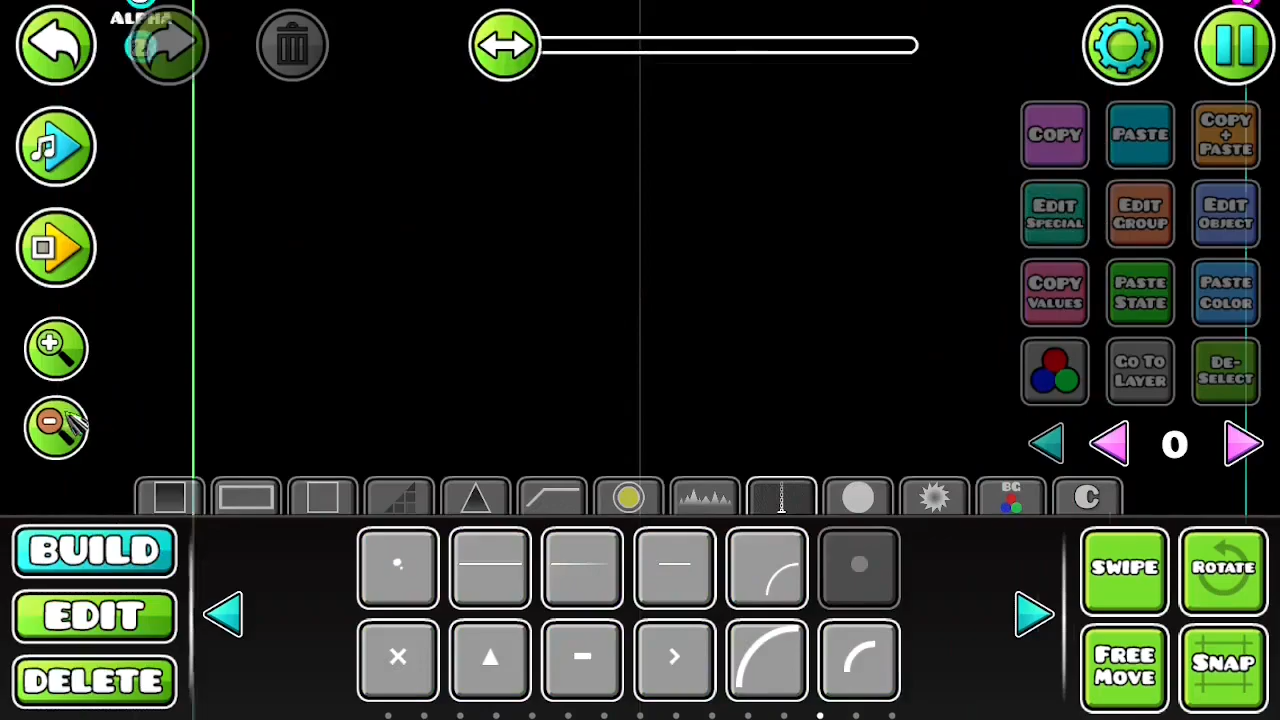 ALPHA
Z
COPY
PASTE
COPY
+
PASTE
EDIT
SPECIAL
EDIT
GROUP
EDIT
OBJECT
COPY
VALUES
PASTE
STATE
PASTE
COLOR
GO TO
LAYER
DE-
SELECT
0
BG
C
BUILD
EDIT
DELETE
SWIPE
ROTATE
FREE
MOVE
SNAP